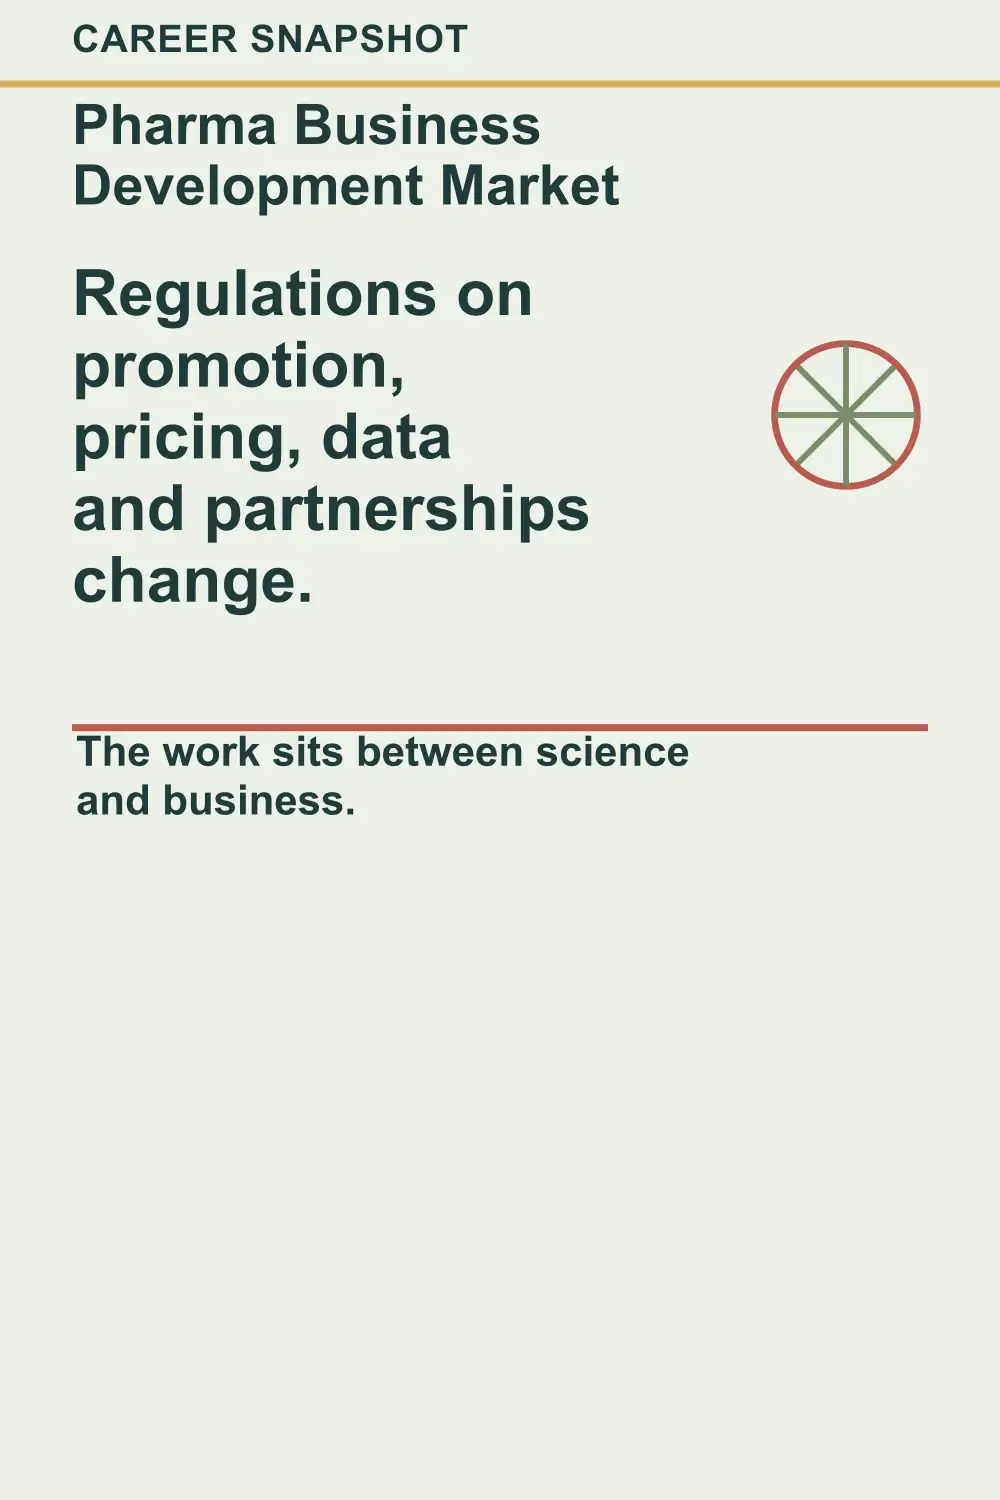 CAREER SNAPSHOT
Pharma Business
Development Market
Regulations on
promotion,
pricing, data
and partnerships
change.
The work sits between science
and business.